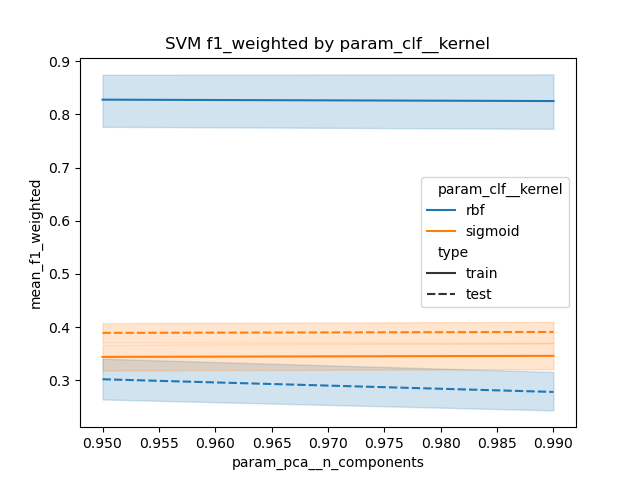 SVM f1_weighted by param_clf__kernel
mean_f1_weighted
0.9
0.8
0.7
0.6
0.5
0.4
0.3
param_clf__kernel
rbf
sigmoid
type
train
test
0.950 0.955 0.960 0.965 0.970 0.975 0.980 0.985 0.990
param_pca__n_components